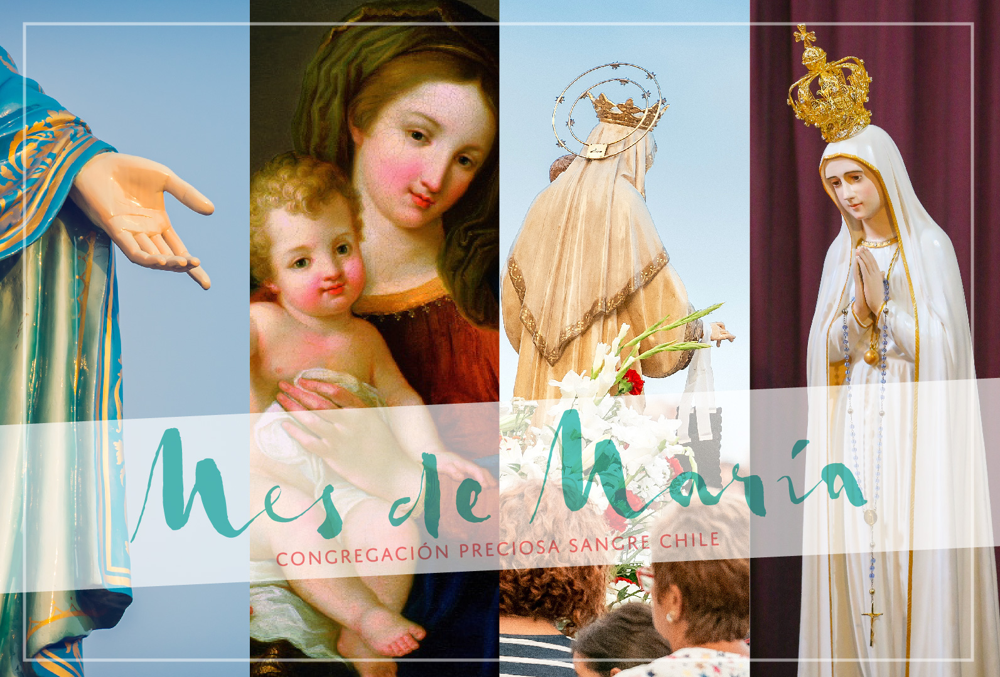 Mes de María
CONGREGACIÓN PRECIOSA SANGRE CHILE